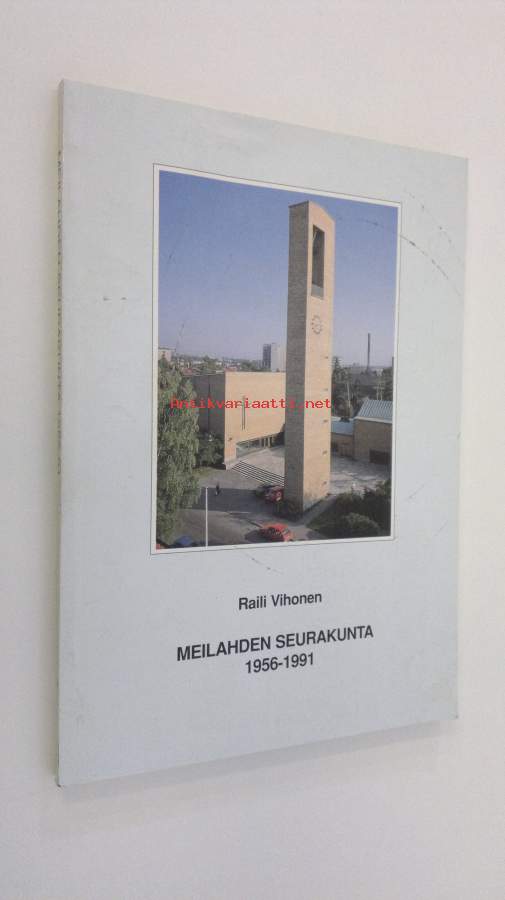 Antikvariaatti.net
Raili Vihonen
MEILAHDEN SEURAKUNTA
1956-1991